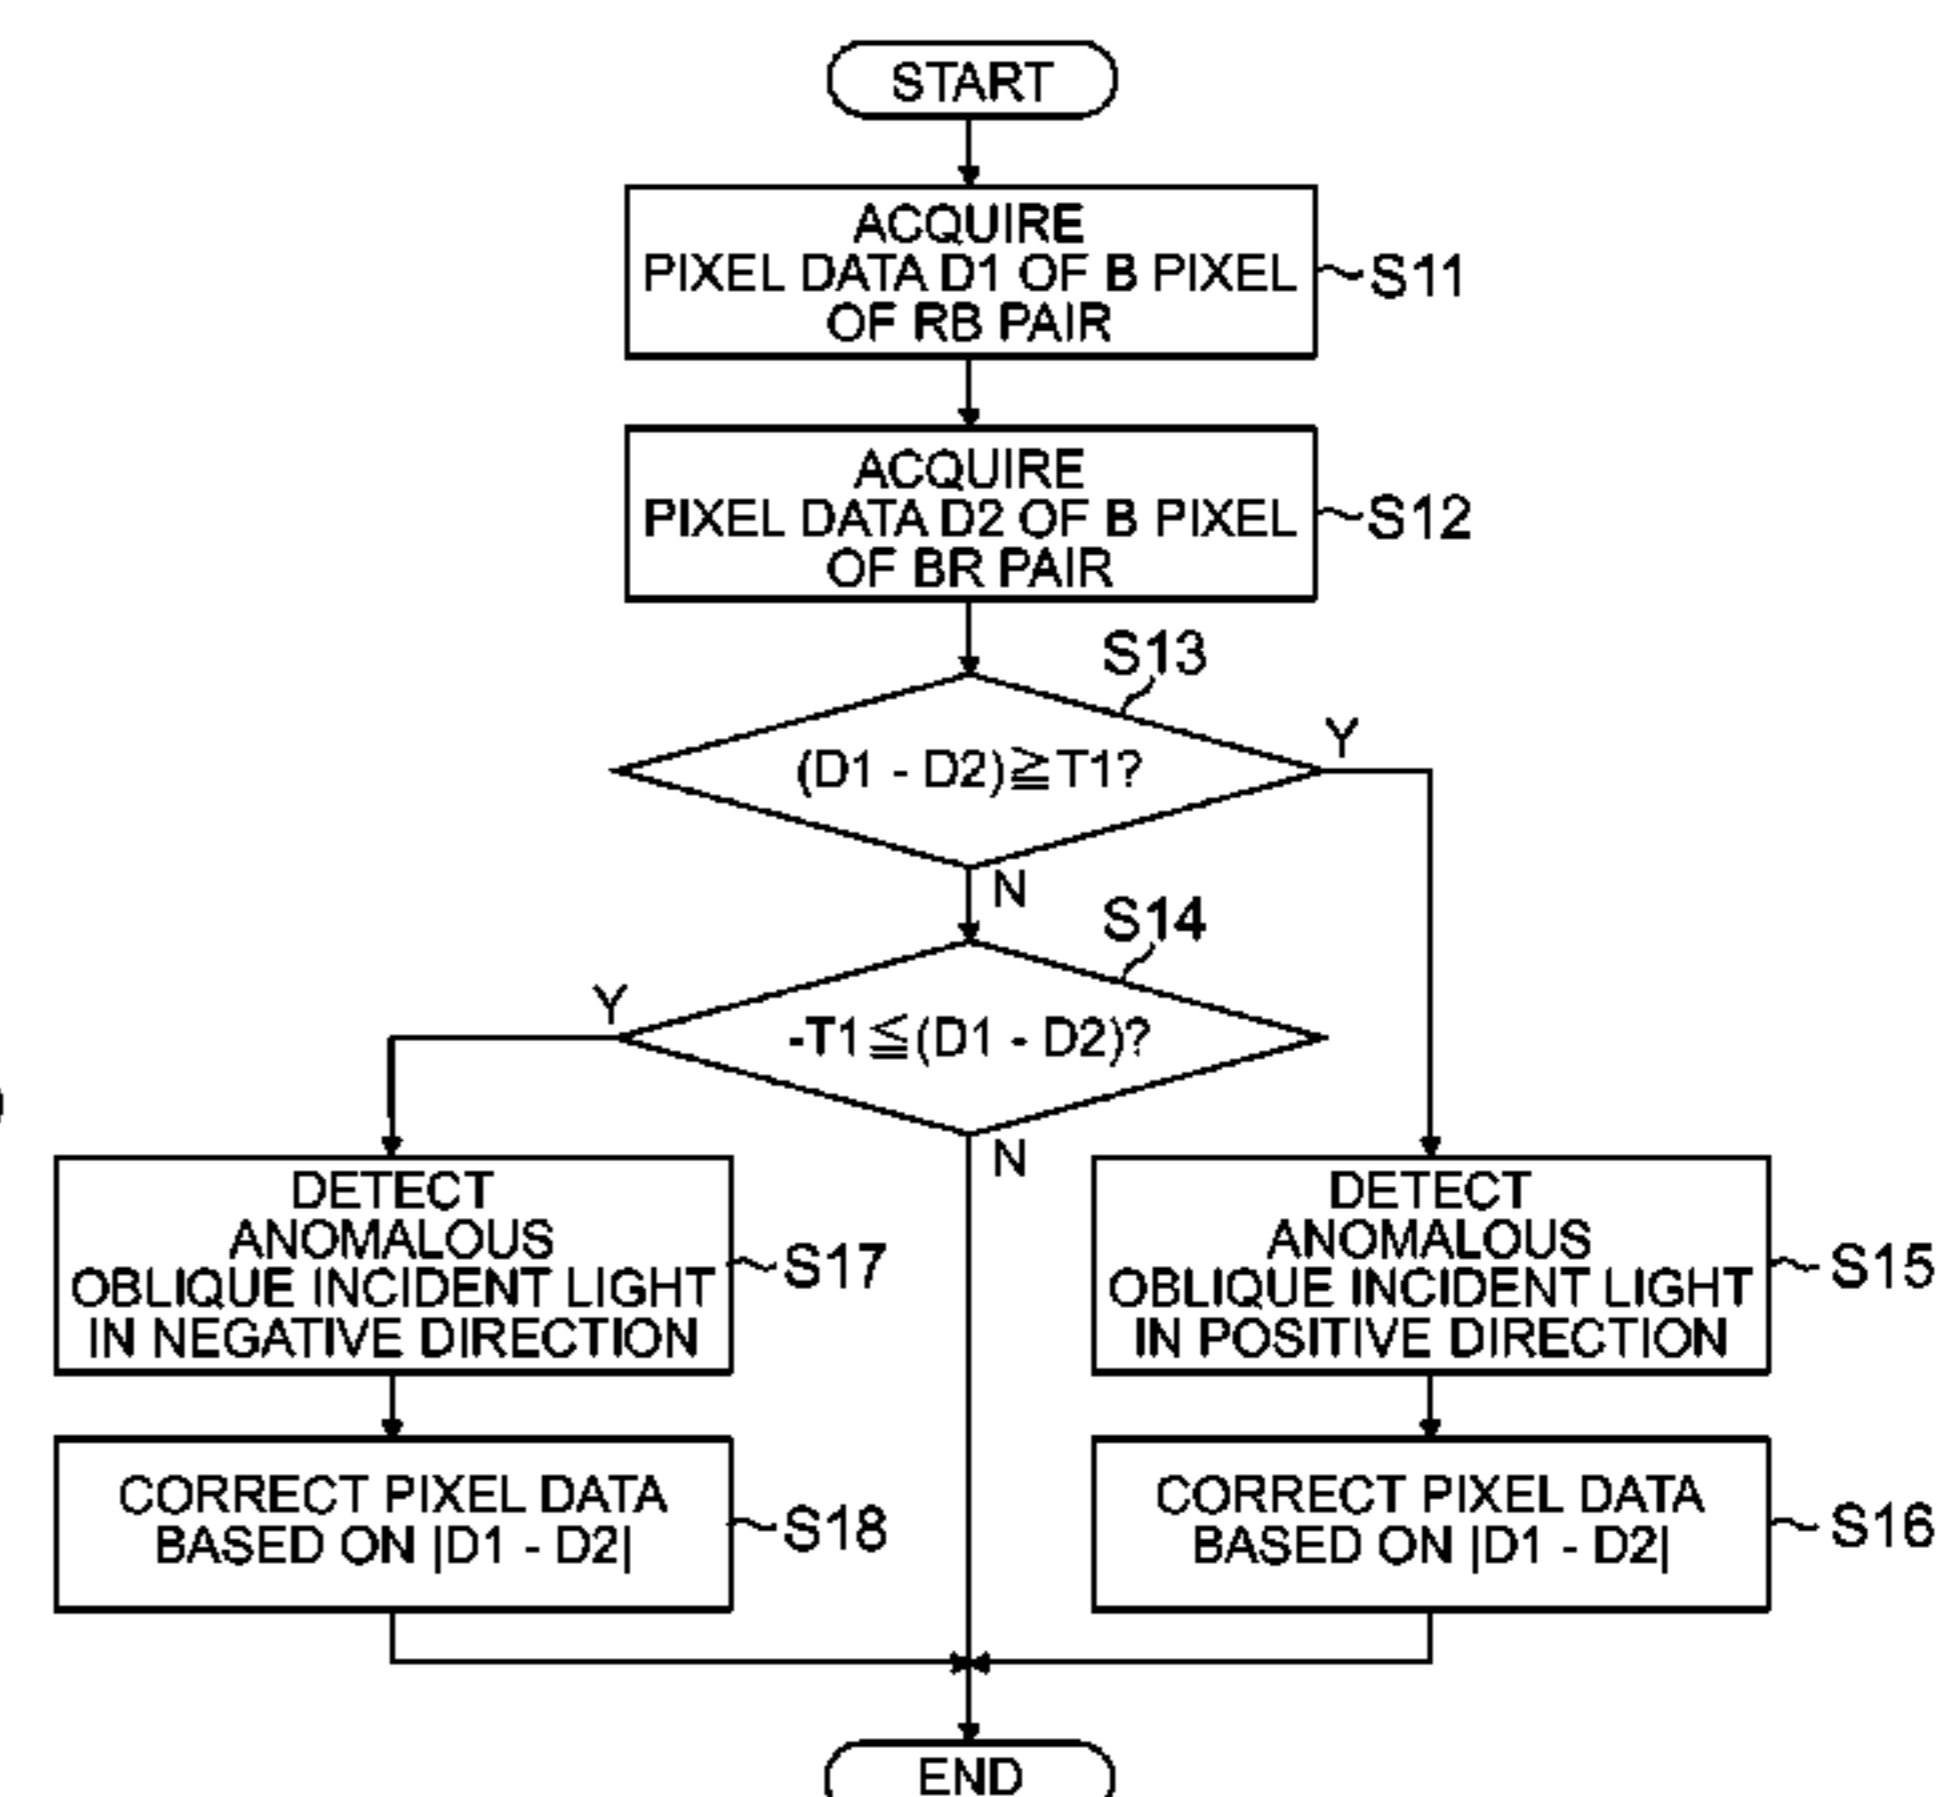 START
ACQUIRE
PIXEL DATA D1 OF B PIXEL
OF RB PAIR
S11
ACQUIRE
PIXEL DATA D2 OF B PIXEL
OF BR PAIR
S12
S13
(D1 - D2)≧T1?
Y
N
S14
-T1≦(D1 - D2)?
Y
N
DETECT
ANOMALOUS
OBLIQUE INCIDENT LIGHT
IN NEGATIVE DIRECTION
S17
DETECT
ANOMALOUS
OBLIQUE INCIDENT LIGHT
IN POSITIVE DIRECTION
S15
CORRECT PIXEL DATA
BASED ON |D1 - D2|
S18
CORRECT PIXEL DATA
BASED ON |D1 - D2|
S16
END